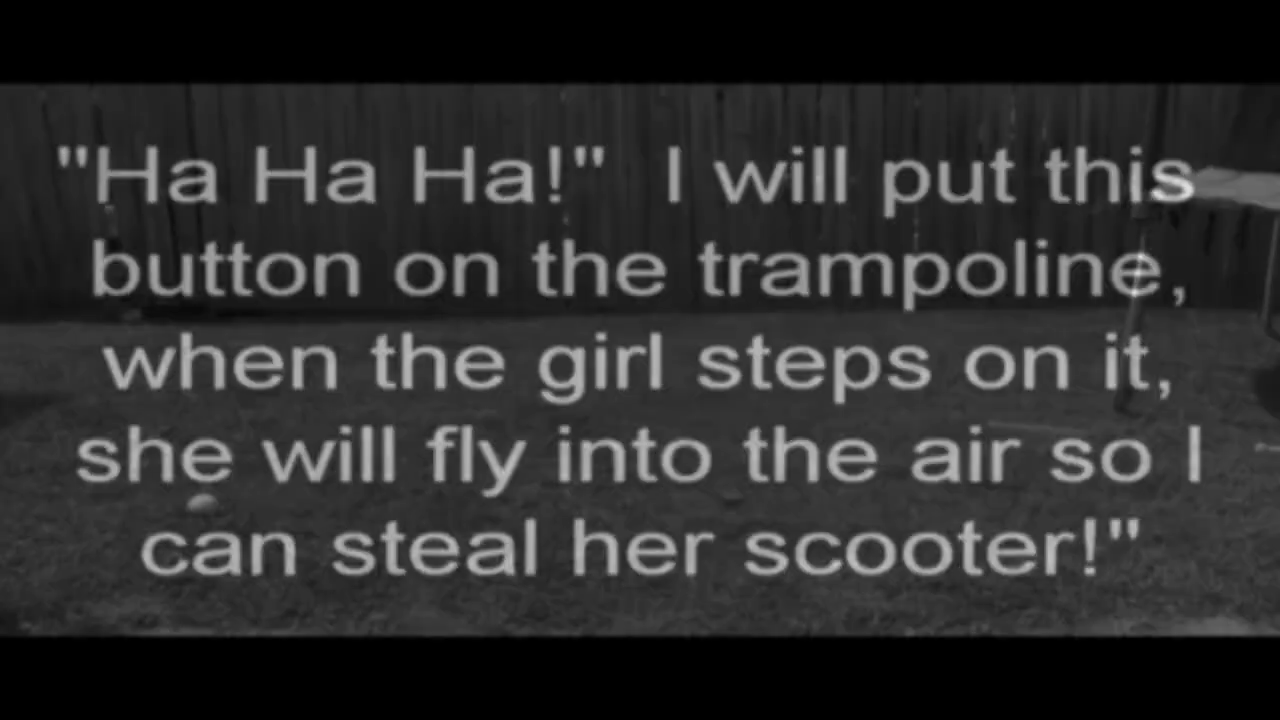 "Ha Ha Ha!"  I will put this
button on the trampoline,
when the girl steps on it,
she will fly into the air so I
can steal her scooter!"